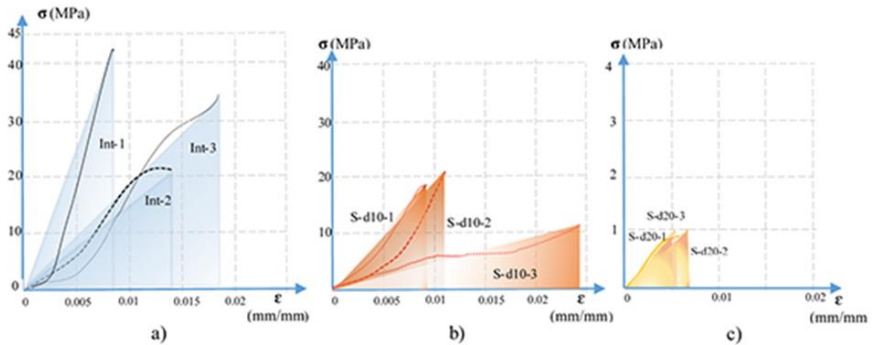 σ (MPa)
45
40
30
20
10
0
Int-1
Int-3
Int-2
0.005
0.01
0.015
0.02
ε
(mm/mm)
a)
σ (MPa)
40
30
20
10
0
S-d10-1
S-d10-2
S-d10-3
0.005
0.01
0.015
0.02
ε
(mm/mm)
b)
σ (MPa)
4
3
2
1
0
S-d20-3
S-d20-1
S-d20-2
0.01
0.02
ε
(mm/mm)
c)